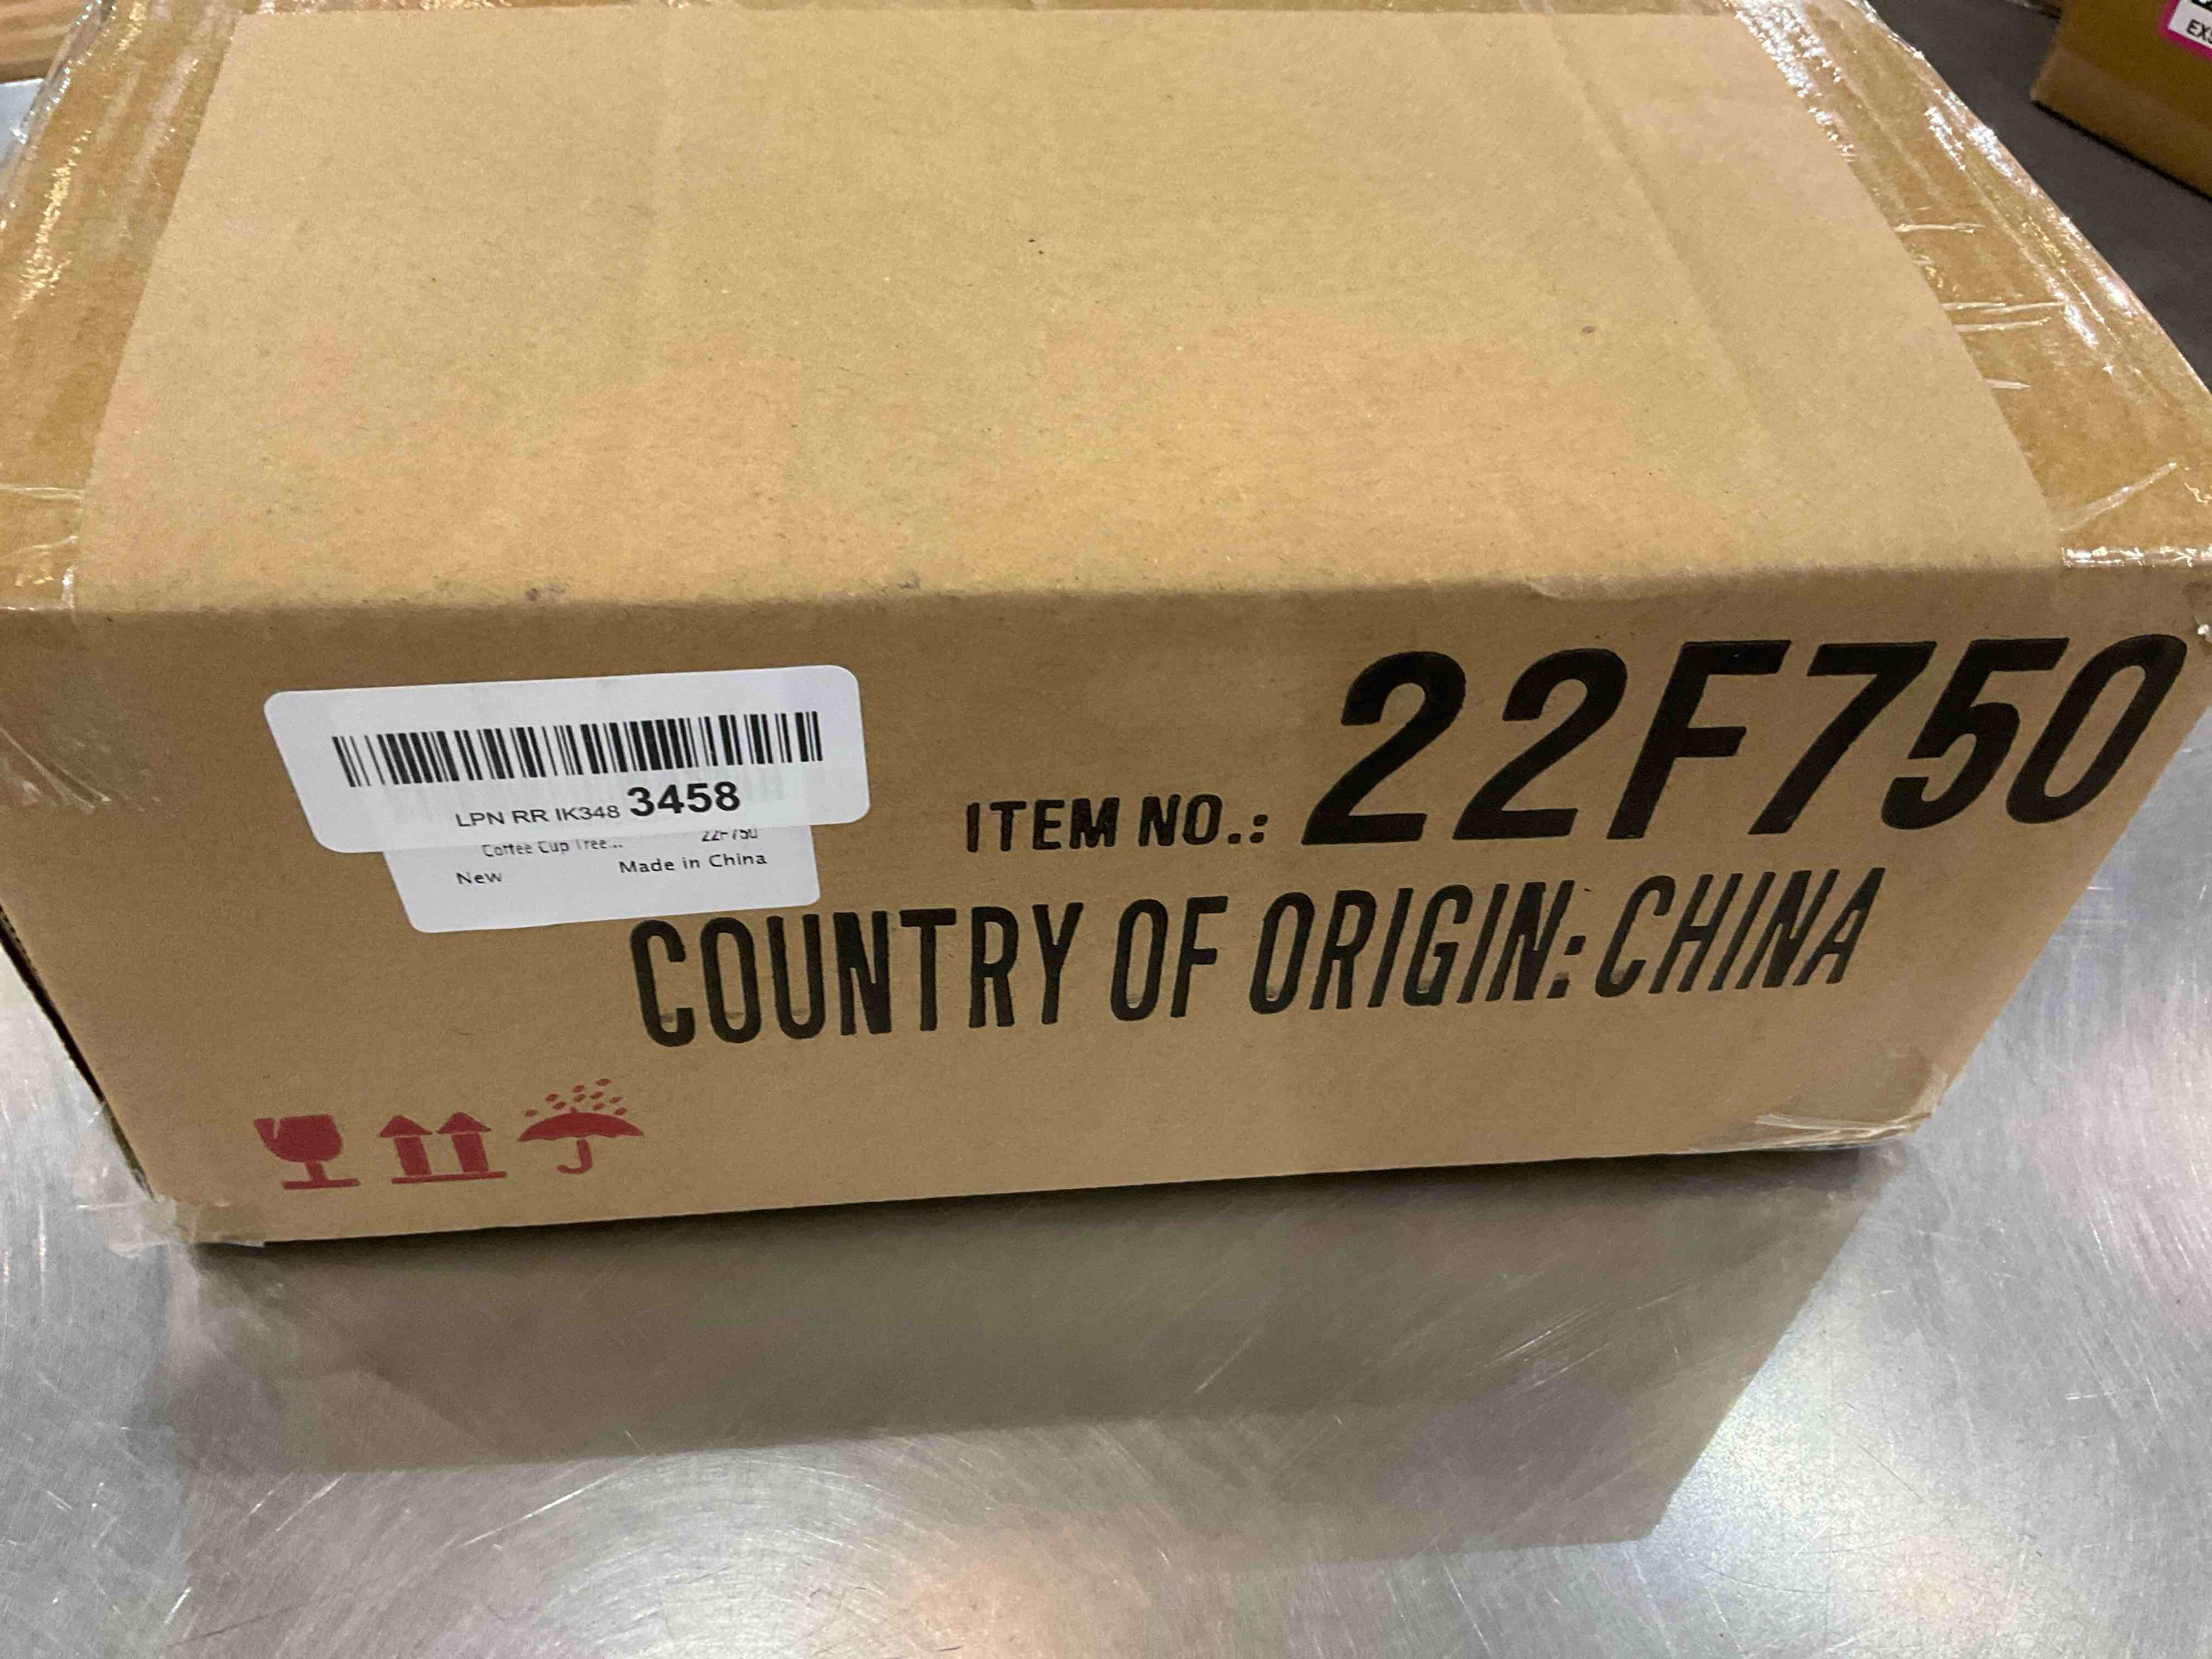 LPN RR IK348 3458
Coffee Cup Tree... 22F750
New Made in China
ITEM NO.: 22F750
COUNTRY OF ORIGIN: CHINA